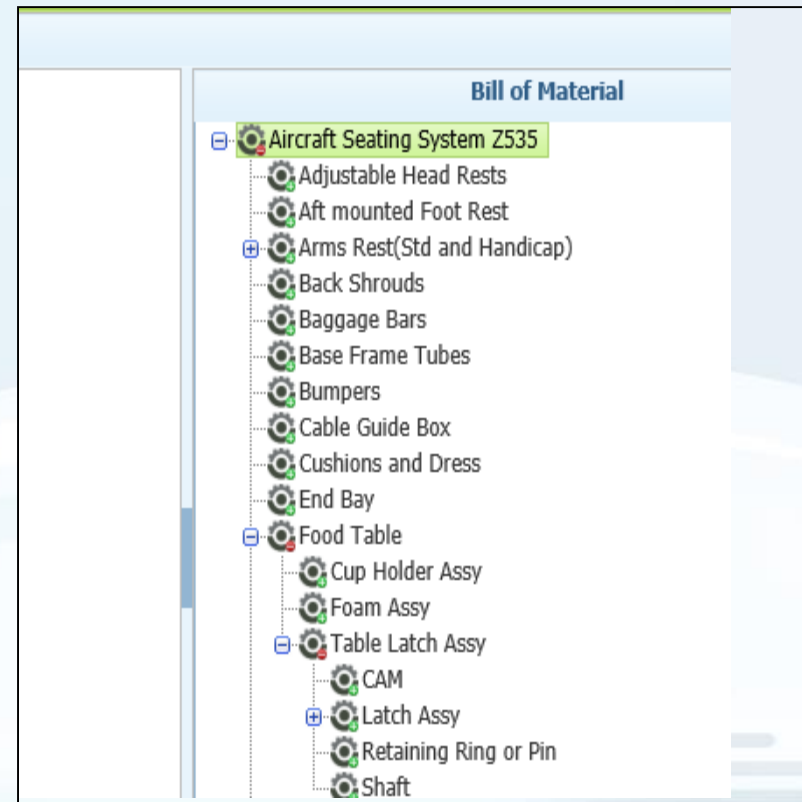 Bill of Material
Aircraft Seating System Z535
Adjustable Head Rests
Aft mounted Foot Rest
Arms Rest(Std and Handicap)
Back Shrouds
Baggage Bars
Base Frame Tubes
Bumpers
Cable Guide Box
Cushions and Dress
End Bay
Food Table
Cup Holder Assy
Foam Assy
Table Latch Assy
CAM
Latch Assy
Retaining Ring or Pin
Shaft